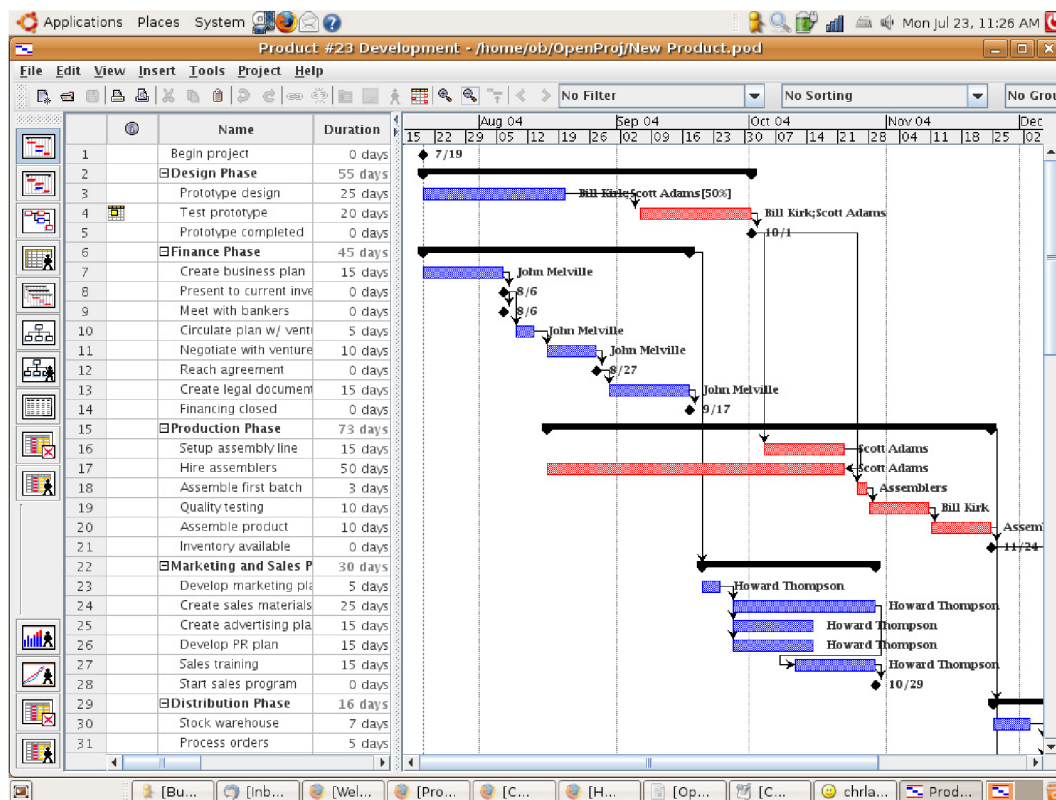 Applications Places System Mon Jul 23, 11:26 AM
Product #23 Development - /home/ob/OpenProj/New Product.pod
File Edit View Insert Tools Project Help
No Filter No Sorting No Grou
Name Duration
Aug 04 Sep 04 Oct 04 Nov 04 Dec
15 22 29 05 12 19 26 02 09 16 23 30 07 14 21 28 04 11 18 25 02
1 Begin project 0 days 7/19
2 Design Phase 55 days
3 Prototype design 25 days Bill Kirk;Scott Adams[50%]
4 Test prototype 20 days Bill Kirk;Scott Adams
5 Prototype completed 0 days 10/1
6 Finance Phase 45 days
7 Create business plan 15 days John Melville
8 Present to current inve 0 days 8/6
9 Meet with bankers 0 days 8/6
10 Circulate plan w/ vent 5 days John Melville
11 Negotiate with venture 10 days John Melville
12 Reach agreement 0 days 8/27
13 Create legal document 15 days John Melville
14 Financing closed 0 days 9/17
15 Production Phase 73 days
16 Setup assembly line 15 days Scott Adams
17 Hire assemblers 50 days Scott Adams
18 Assemble first batch 3 days Assemblers
19 Quality testing 10 days Bill Kirk
20 Assemble product 10 days Assem
21 Inventory available 0 days 11/24
22 Marketing and Sales P 30 days
23 Develop marketing pla 5 days Howard Thompson
24 Create sales materials 25 days Howard Thompson
25 Create advertising pla 15 days Howard Thompson
26 Develop PR plan 15 days Howard Thompson
27 Sales training 15 days Howard Thompson
28 Start sales program 0 days 10/29
29 Distribution Phase 16 days
30 Stock warehouse 7 days
31 Process orders 5 days
[Bu... [Inb... [Wel... [Pro... [C... [H... [Op... [C... chrla... Prod...